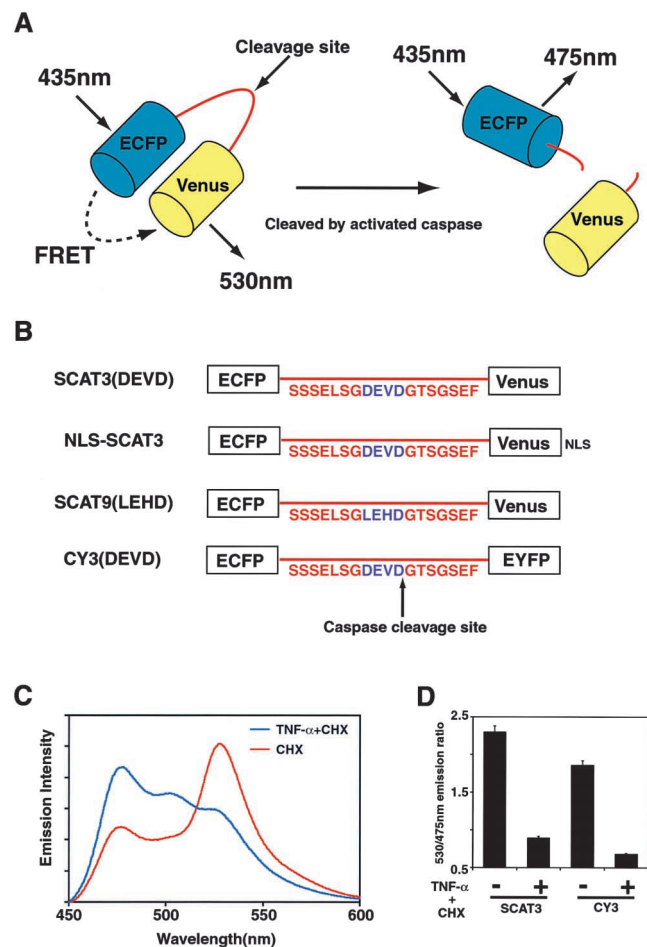 A
Cleavage site
435nm
ECFP
Venus
FRET
530nm
Cleaved by activated caspase
435nm
475nm
ECFP
Venus
B
SCAT3(DEVD)
ECFP
SSSELSGDEVDGTSGSEF
Venus
NLS-SCAT3
ECFP
SSSELSGDEVDGTSGSEF
Venus
NLS
SCAT9(LEHD)
ECFP
SSSELSGLEHDGTSGSEF
Venus
CY3(DEVD)
ECFP
SSSELSGDEVDGTSGSEF
EYFP
Caspase cleavage site
C
Emission Intensity
TNF-α+CHX
CHX
450
500
550
600
Wavelength(nm)
D
530/475nm emission ratio
2.5
1.5
0.5
TNF-α
+
CHX
- + - +
SCAT3
CY3